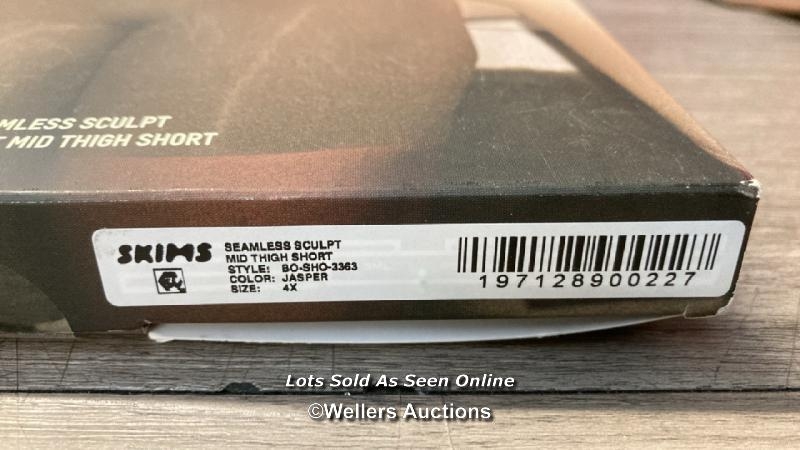 MLESS SCULPT
T MID THIGH SHORT
SKIMS
SEAMLESS SCULPT
MID THIGH SHORT
STYLE: BO-SHO-3363
COLOR: JASPER
SIZE: 4X
197128900227
Lots Sold As Seen Online
©Wellers Auctions